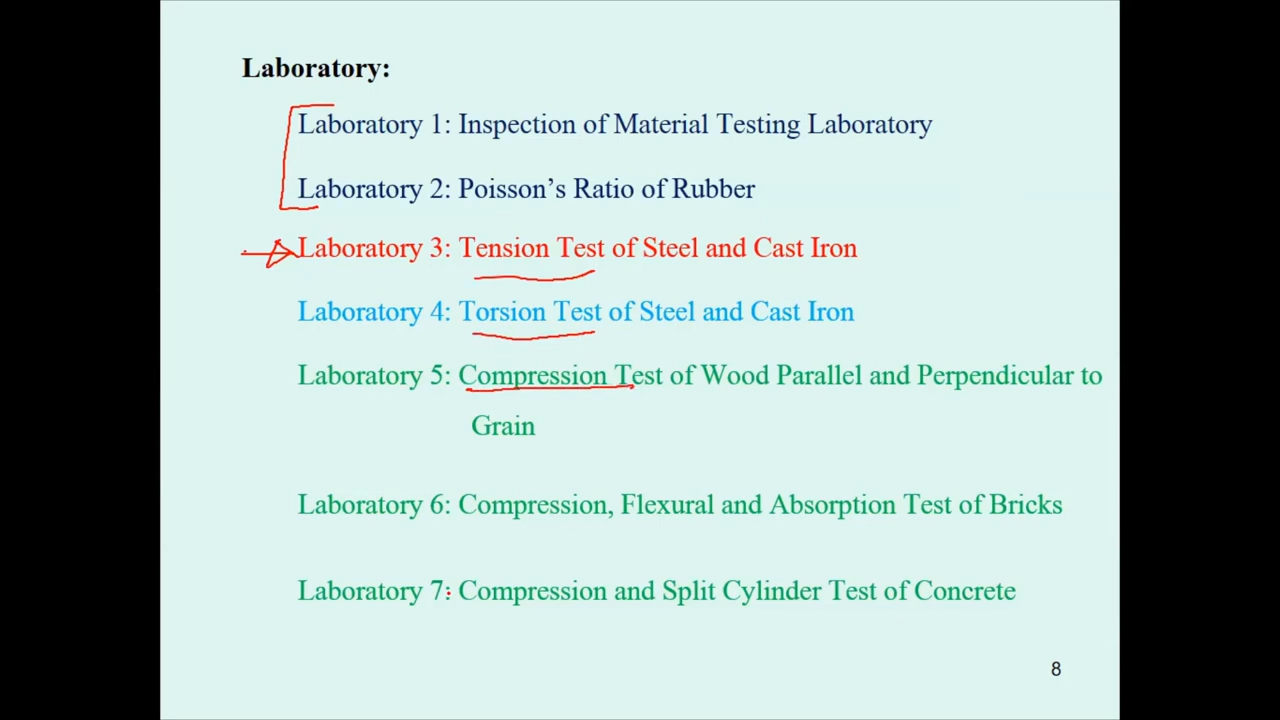 Laboratory:
Laboratory 1: Inspection of Material Testing Laboratory
Laboratory 2: Poisson’s Ratio of Rubber
Laboratory 3: Tension Test of Steel and Cast Iron
Laboratory 4: Torsion Test of Steel and Cast Iron
Laboratory 5: Compression Test of Wood Parallel and Perpendicular to
Grain
Laboratory 6: Compression, Flexural and Absorption Test of Bricks
Laboratory 7: Compression and Split Cylinder Test of Concrete
8